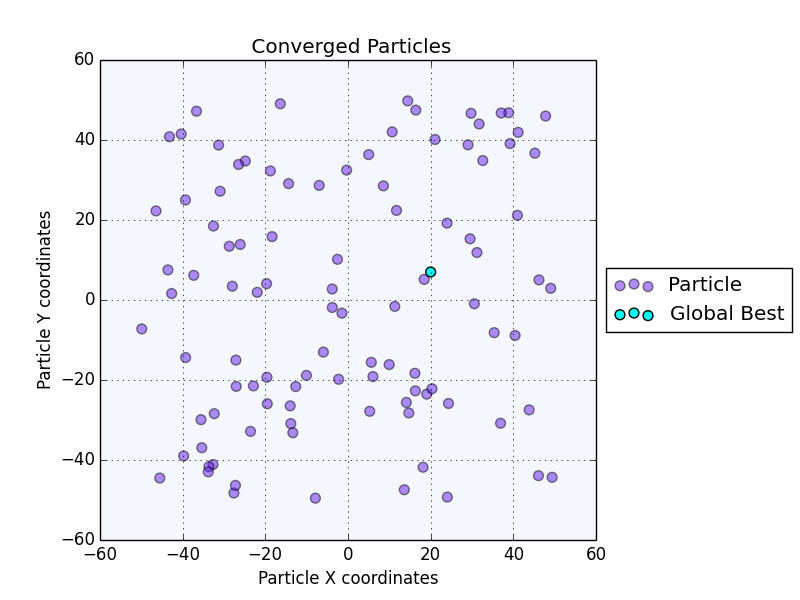 Converged Particles
60
40
20
0
−20
−40
−60
Particle Y coordinates
−60 −40 −20 0 20 40 60
Particle X coordinates
Particle
Global Best